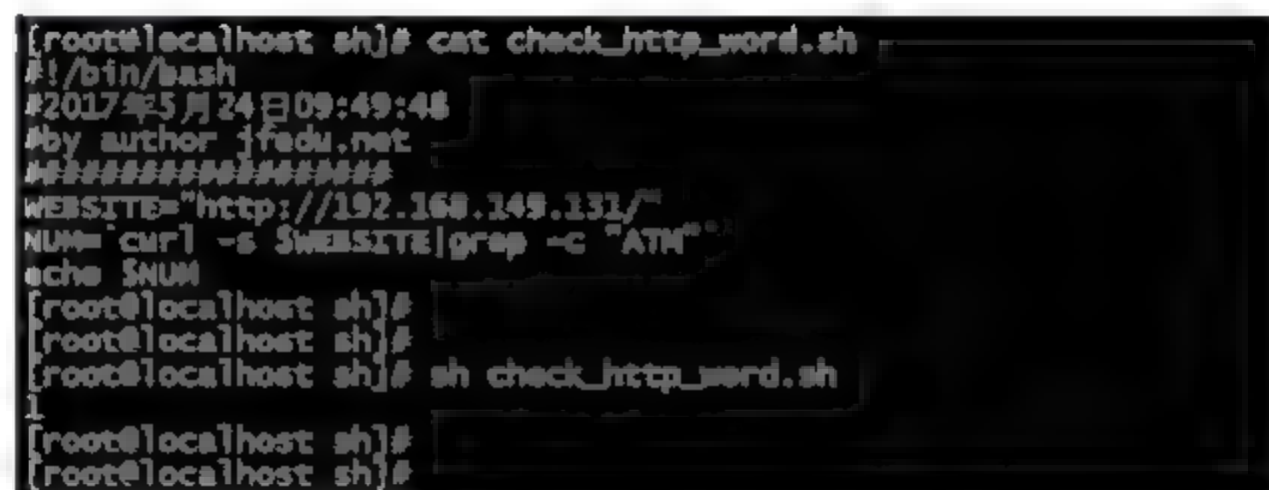 [root@localhost sh]# cat check_http_word.sh
#!/bin/bash
#2017年5月24日09:49:48
#by author jfedu.net
###################
WEBSITE="http://192.168.149.131/"
NUM=`curl -s $WEBSITE|grep -c "ATM"`
echo $NUM
[root@localhost sh]#
[root@localhost sh]#
[root@localhost sh]# sh check_http_word.sh
1
[root@localhost sh]#
[root@localhost sh]#